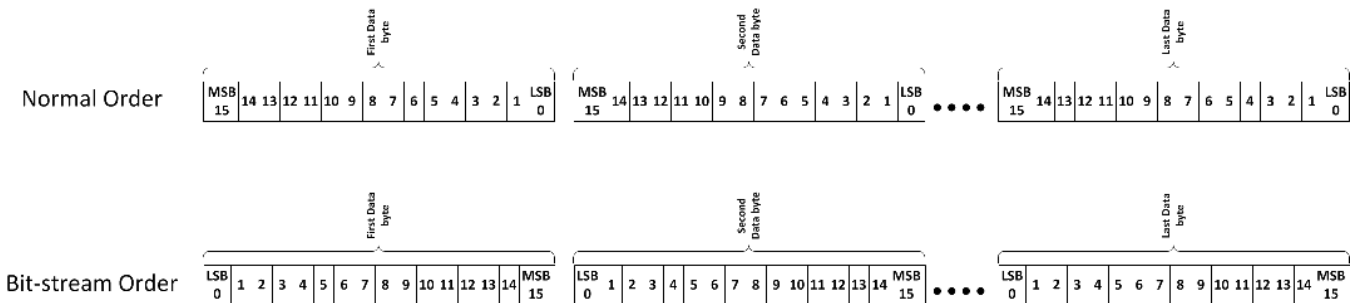 First Data
byte
Second
Data byte
Last Data
byte
Normal Order
MSB 14 13 12 11 10 9 8 7 6 5 4 3 2 1 LSB
15 0
MSB 14 13 12 11 10 9 8 7 6 5 4 3 2 1 LSB
15 0
MSB 14 13 12 11 10 9 8 7 6 5 4 3 2 1 LSB
15 0
First Data
byte
Second
Data byte
Last Data
byte
Bit-stream Order
LSB 1 2 3 4 5 6 7 8 9 10 11 12 13 14 MSB
0 15
LSB 1 2 3 4 5 6 7 8 9 10 11 12 13 14 MSB
0 15
LSB 1 2 3 4 5 6 7 8 9 10 11 12 13 14 MSB
0 15